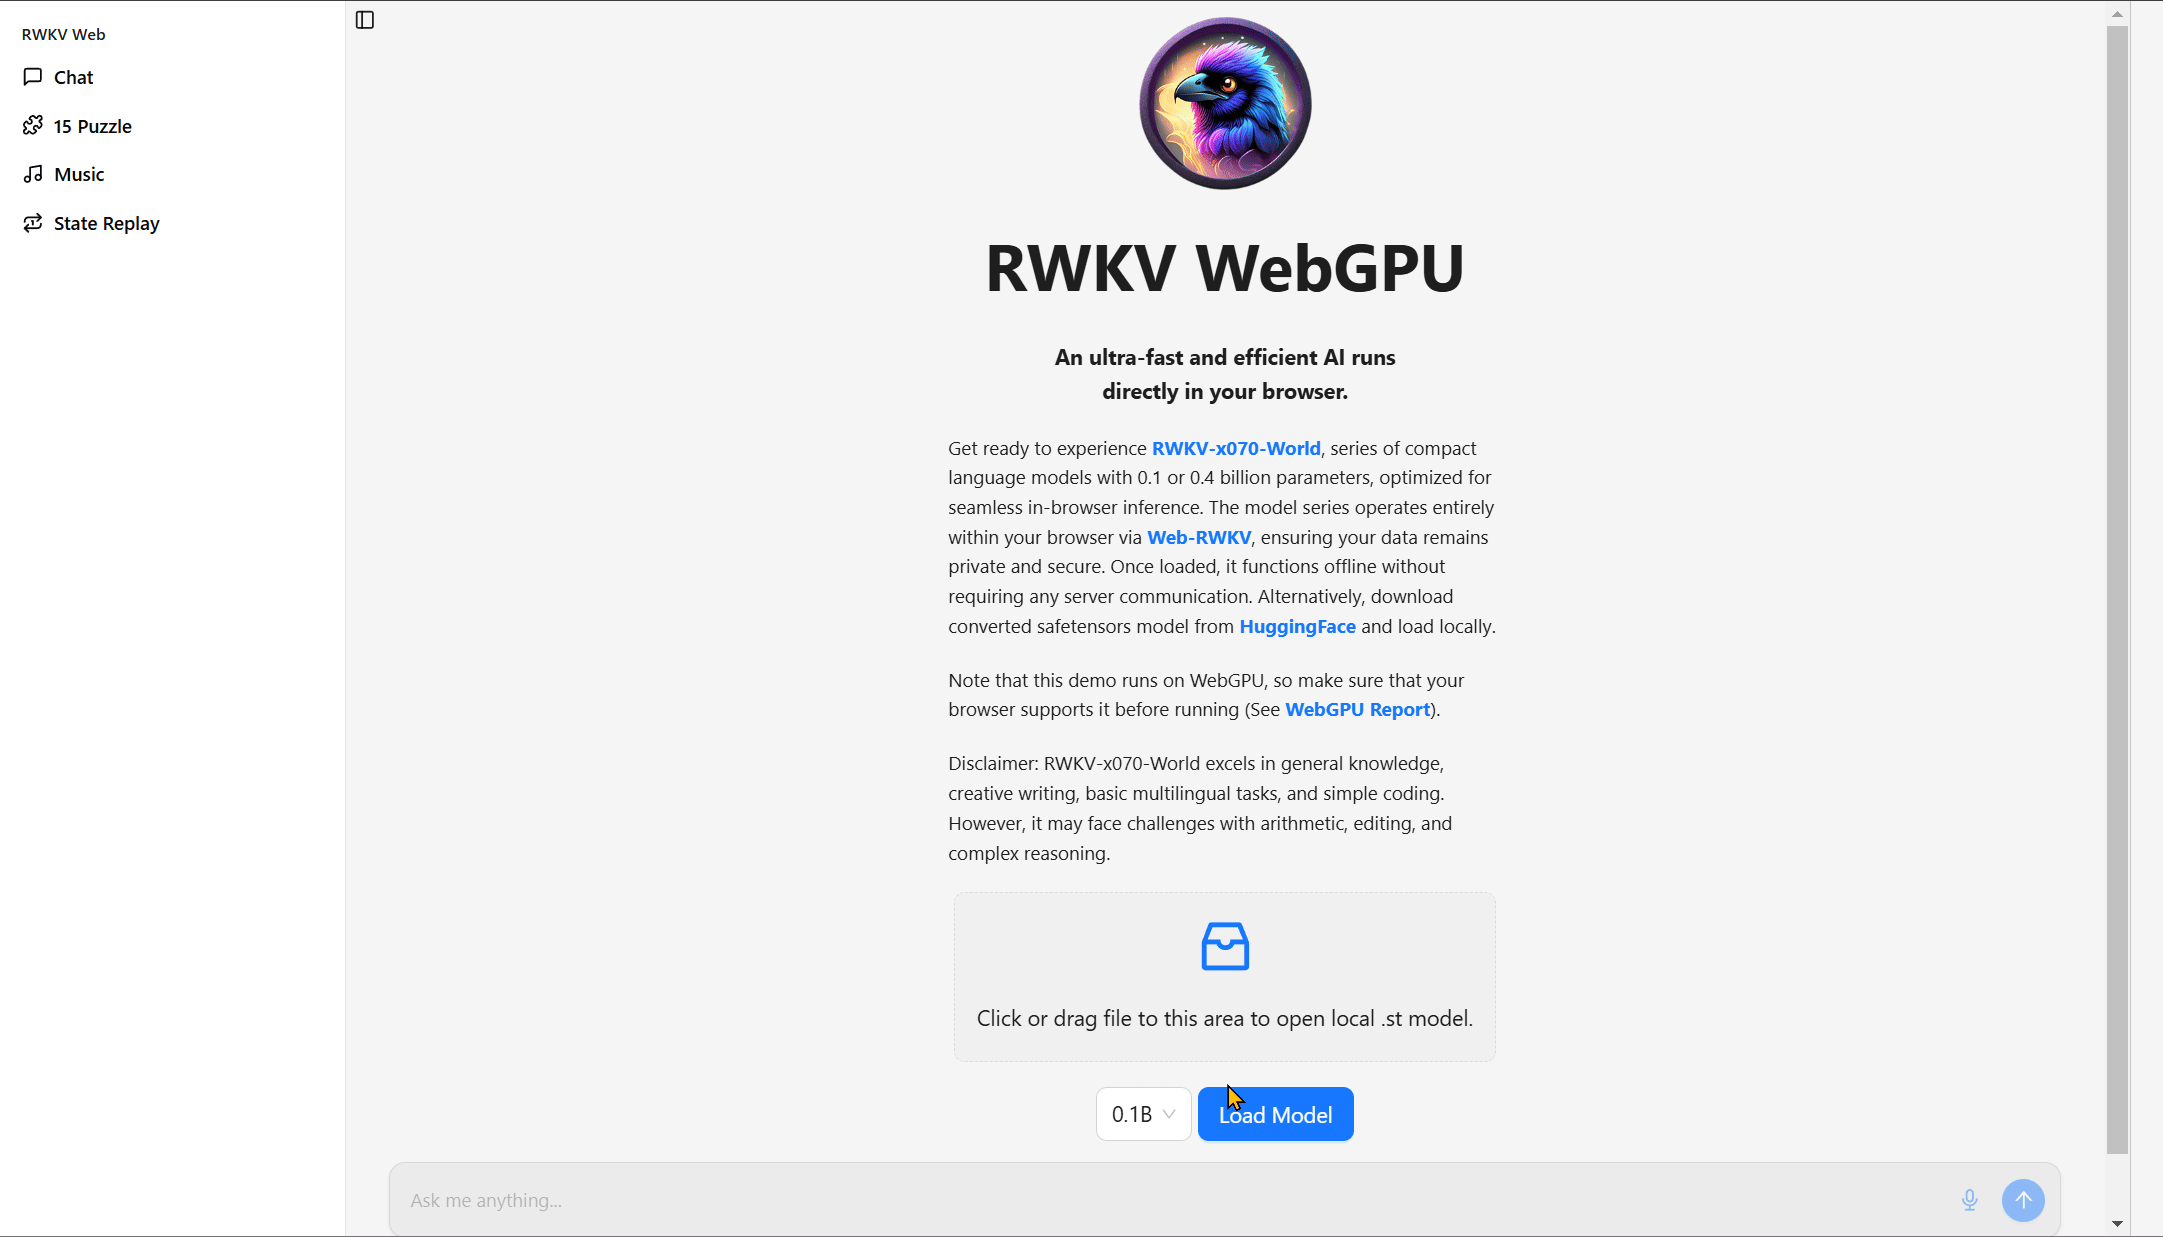 RWKV Web
Chat
15 Puzzle
Music
State Replay
RWKV WebGPU
An ultra-fast and efficient AI runs
directly in your browser.
Get ready to experience RWKV-x070-World, series of compact
language models with 0.1 or 0.4 billion parameters, optimized for
seamless in-browser inference. The model series operates entirely
within your browser via Web-RWKV, ensuring your data remains
private and secure. Once loaded, it functions offline without
requiring any server communication. Alternatively, download
converted safetensors model from HuggingFace and load locally.
Note that this demo runs on WebGPU, so make sure that your
browser supports it before running (See WebGPU Report).
Disclaimer: RWKV-x070-World excels in general knowledge,
creative writing, basic multilingual tasks, and simple coding.
However, it may face challenges with arithmetic, editing, and
complex reasoning.
Click or drag file to this area to open local .st model.
0.1B Load Model
Ask me anything...